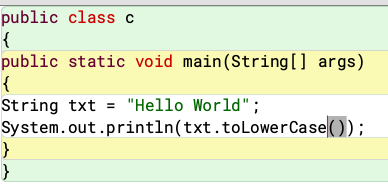 public class c
{
public static void main(String[] args)
{
String txt = "Hello World";
System.out.println(txt.toLowerCase());
}
}